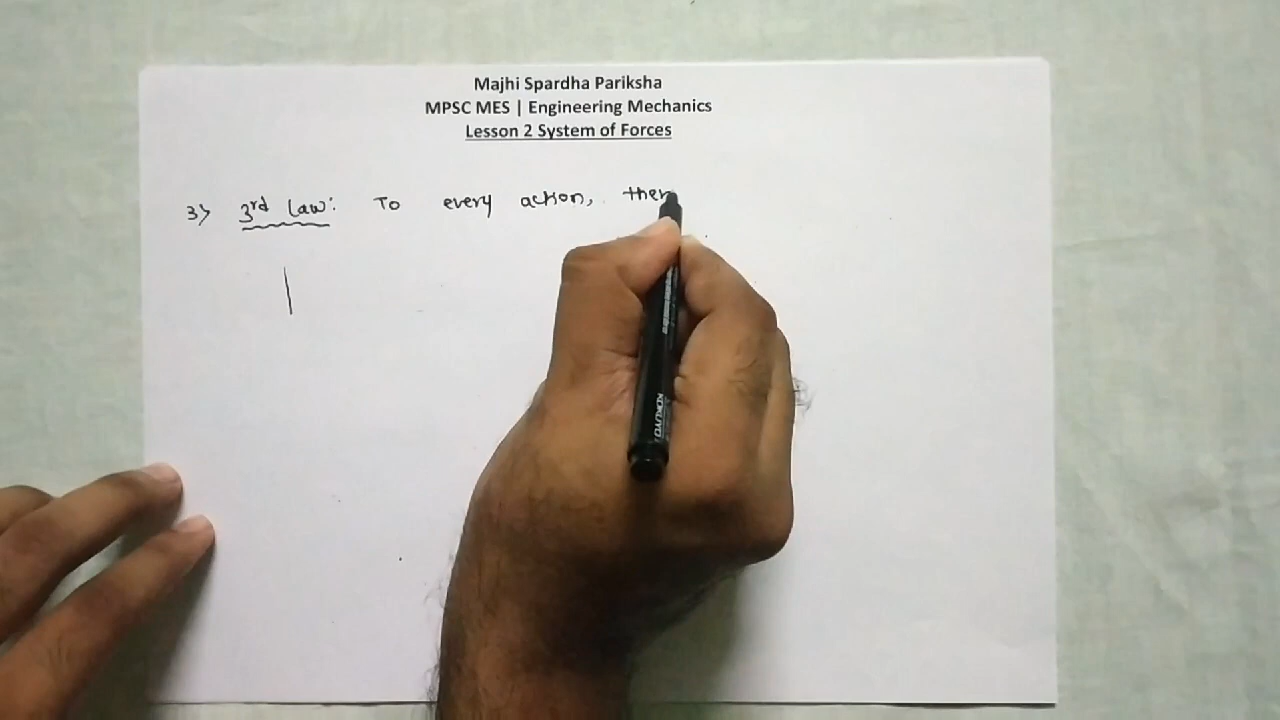 Majhi Spardha Pariksha
MPSC MES | Engineering Mechanics
Lesson 2 System of Forces
3) 3rd Law: To every action, ther
KOKUYO